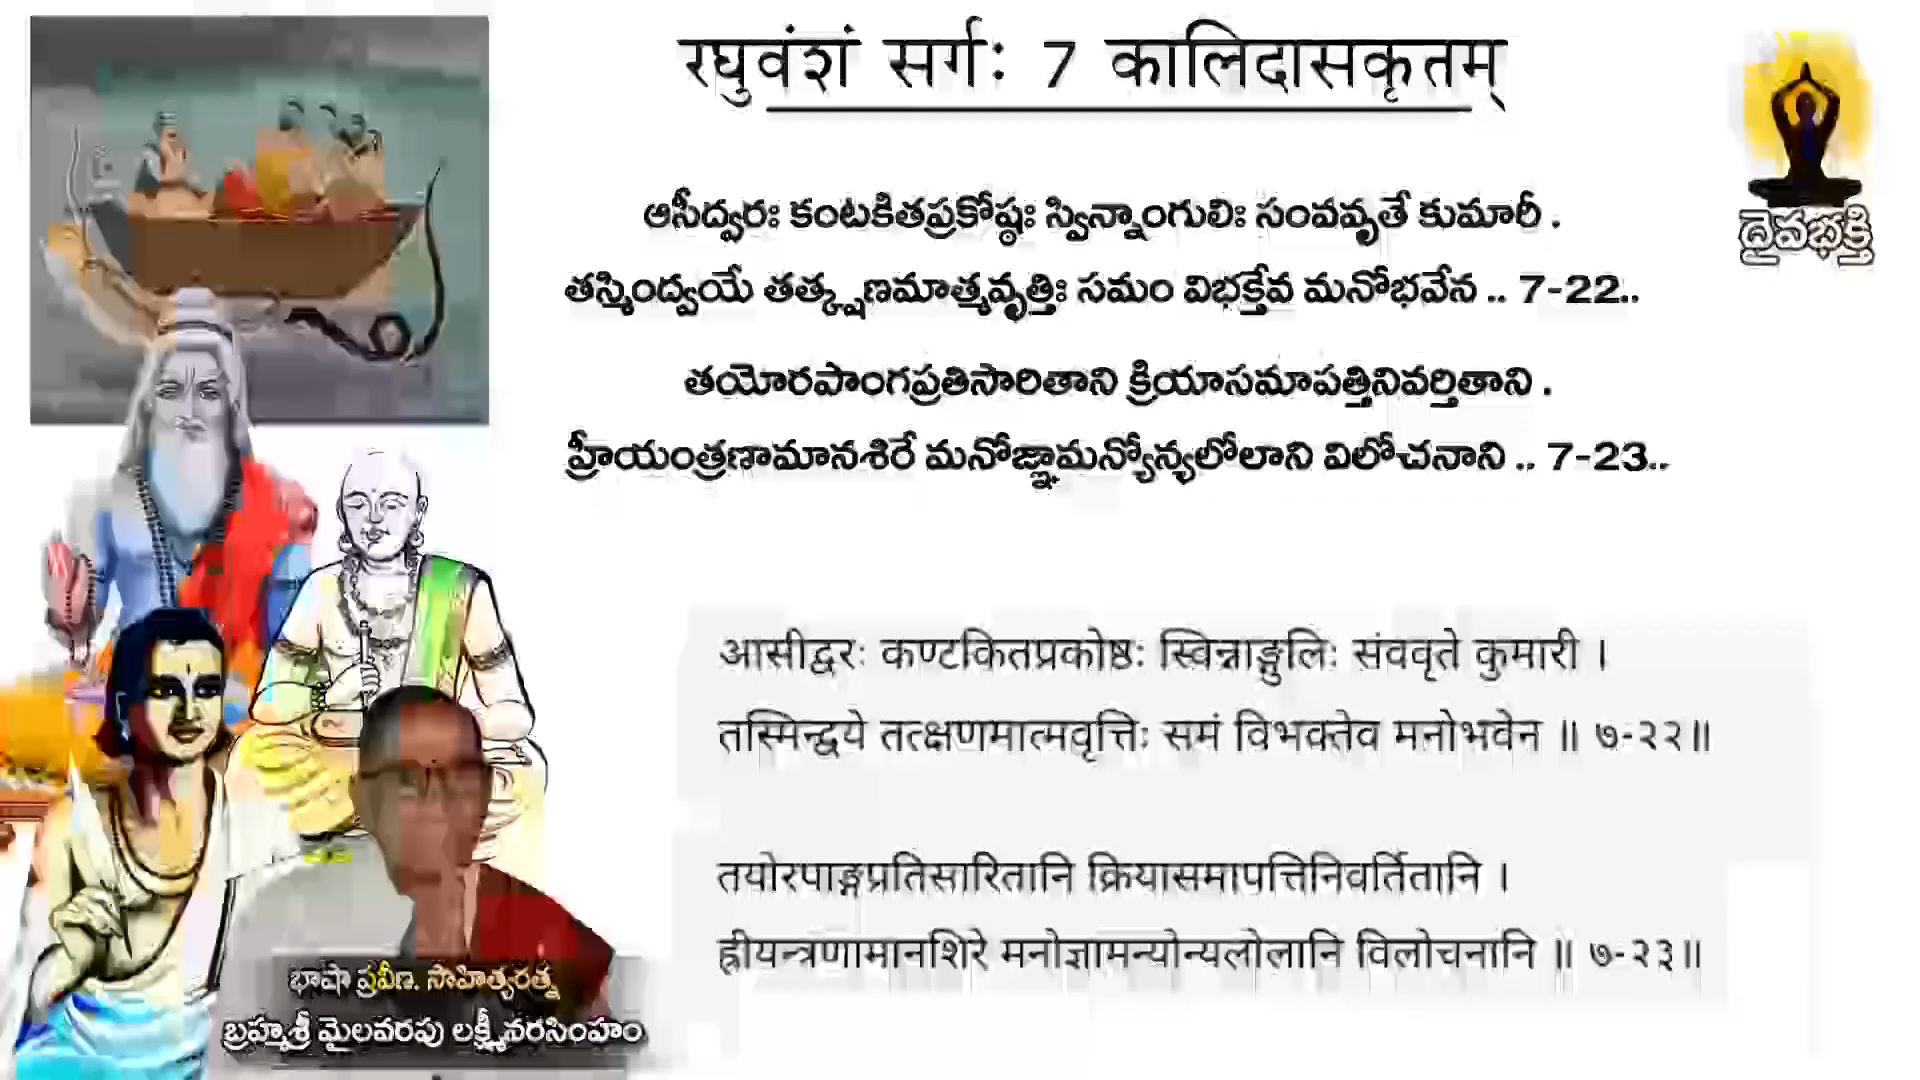 रघुवंशं सर्गः 7 कालिदासकृतम्
దైవభక్తి
ఆసీద్వరః కంటకితప్రకోష్ఠః స్విన్నాంగులిః సంవవృతే కుమారీ .
తస్మింద్వయే తత్క్షణమాత్మవృత్తిః సమం విభక్తేవ మనోభవేన .. 7-22..
తయోరపాంగప్రతిసారితాని క్రియాసమాపత్తినివర్తితాని .
హ్రీయంత్రణామానశిరే మనోజ్ఞామన్యోన్యలోలాని విలోచనాని .. 7-23..
आसीद्वरः कण्टकितप्रकोष्ठः स्विन्नाङ्गुलिः संववृते कुमारी ।
तस्मिन्द्वये तत्क्षणमात्मवृत्तिः समं विभक्तेव मनोभवेन ॥ ७-२२॥
तयोरपाङ्गप्रतिसारितानि क्रियासमापत्तिनिवर्तितानि ।
ह्रीयन्त्रणामानशिरे मनोज्ञामन्योन्यलोलानि विलोचनानि ॥ ७-२३॥
భాషా ప్రవీణ. సాహిత్యరత్న
బ్రహ్మశ్రీ మైలవరపు లక్ష్మీనరసింహం